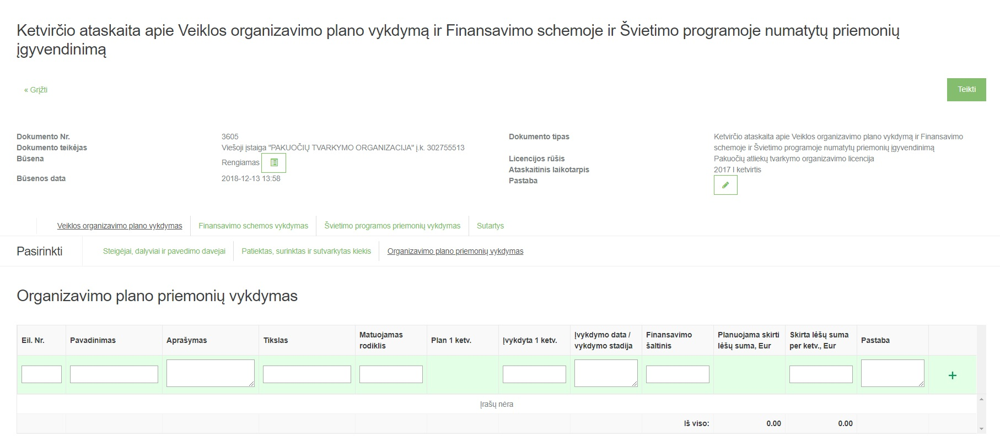 Ketvirčio ataskaita apie Veiklos organizavimo plano vykdymą ir Finansavimo schemoje ir Švietimo programoje numatytų priemonių
įgyvendinimą
« Grįžti
Teikti
Dokumento Nr.
3605
Dokumento teikėjas
Viešoji įstaiga "PAKUOČIŲ TVARKYMO ORGANIZACIJA" į.k. 302755513
Būsena
Rengiamas
Būsenos data
2018-12-13 13:58
Dokumento tipas
Ketvirčio ataskaita apie Veiklos organizavimo plano vykdymą ir Finansavimo
schemoje ir Švietimo programoje numatytų priemonių įgyvendinimą
Licencijos rūšis
Pakuočių atliekų tvarkymo organizavimo licencija
Ataskaitinis laikotarpis
2017 I ketvirtis
Pastaba
Veiklos organizavimo plano vykdymas
Finansavimo schemos vykdymas
Švietimo programos priemonių vykdymas
Sutartys
Pasirinkti
Steigėjai, dalyviai ir pavedimo davejai
Patiektas, surinktas ir sutvarkytas kiekis
Organizavimo plano priemonių vykdymas
Organizavimo plano priemonių vykdymas
Eil. Nr.
Pavadinimas
Aprašymas
Tikslas
Matuojamas
rodiklis
Plan 1 ketv.
Įvykdyta 1 ketv.
Įvykdymo data /
vykdymo stadija
Finansavimo
šaltinis
Planuojama skirti
lėšų suma, Eur
Skirta lėšų suma
per ketv., Eur
Pastaba
Įrašų nėra
Iš viso:
0.00
0.00